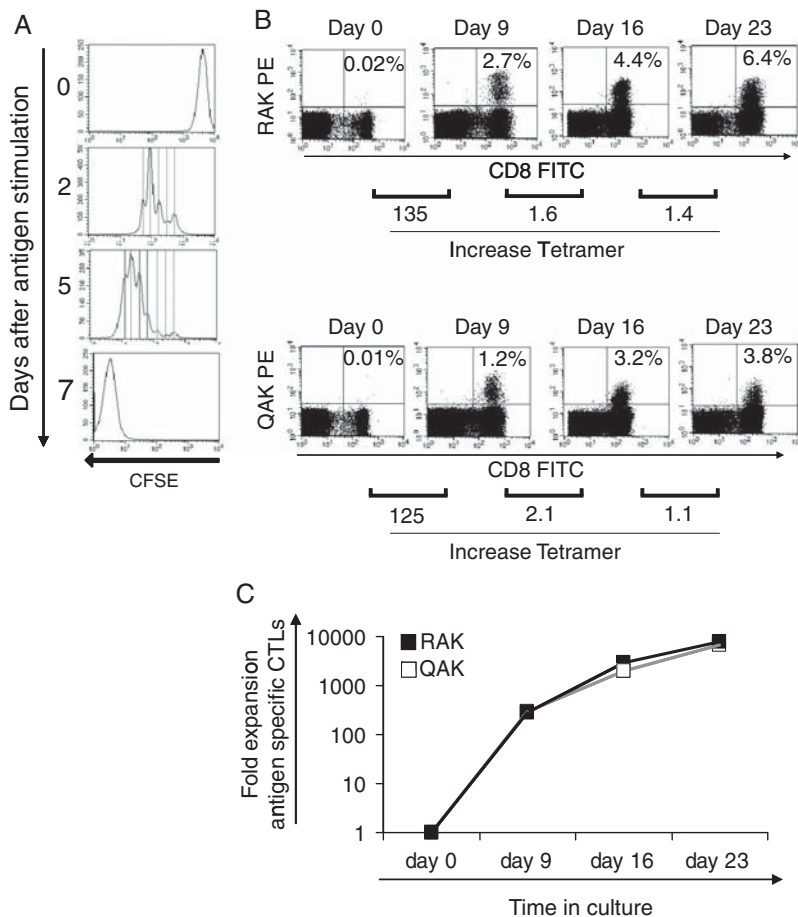 A
Days after antigen stimulation
0
2
5
7
CFSE
B
Day 0 Day 9 Day 16 Day 23
RAK PE
0.02% 2.7% 4.4% 6.4%
CD8 FITC
135 1.6 1.4
Increase Tetramer
Day 0 Day 9 Day 16 Day 23
QAK PE
0.01% 1.2% 3.2% 3.8%
CD8 FITC
125 2.1 1.1
Increase Tetramer
C
Fold expansion
antigen specific CTLs
10000
1000
100
10
1
RAK
QAK
day 0 day 9 day 16 day 23
Time in culture